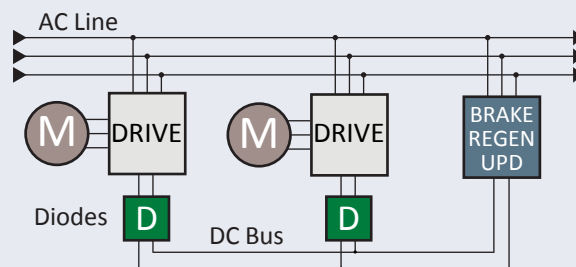 AC Line
M
DRIVE
M
DRIVE
BRAKE
REGEN
UPD
Diodes
D
D
DC Bus